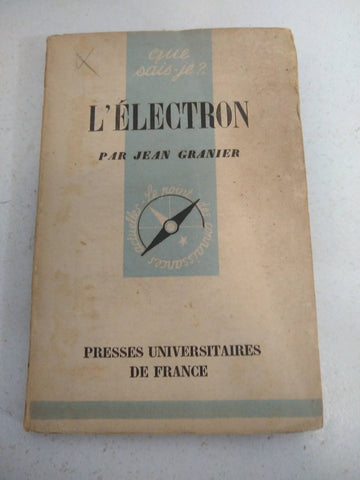 que
sais-je?
L'ÉLECTRON
PAR JEAN GRANIER
Le point des connaissances actuelles
PRESSES UNIVERSITAIRES
DE FRANCE